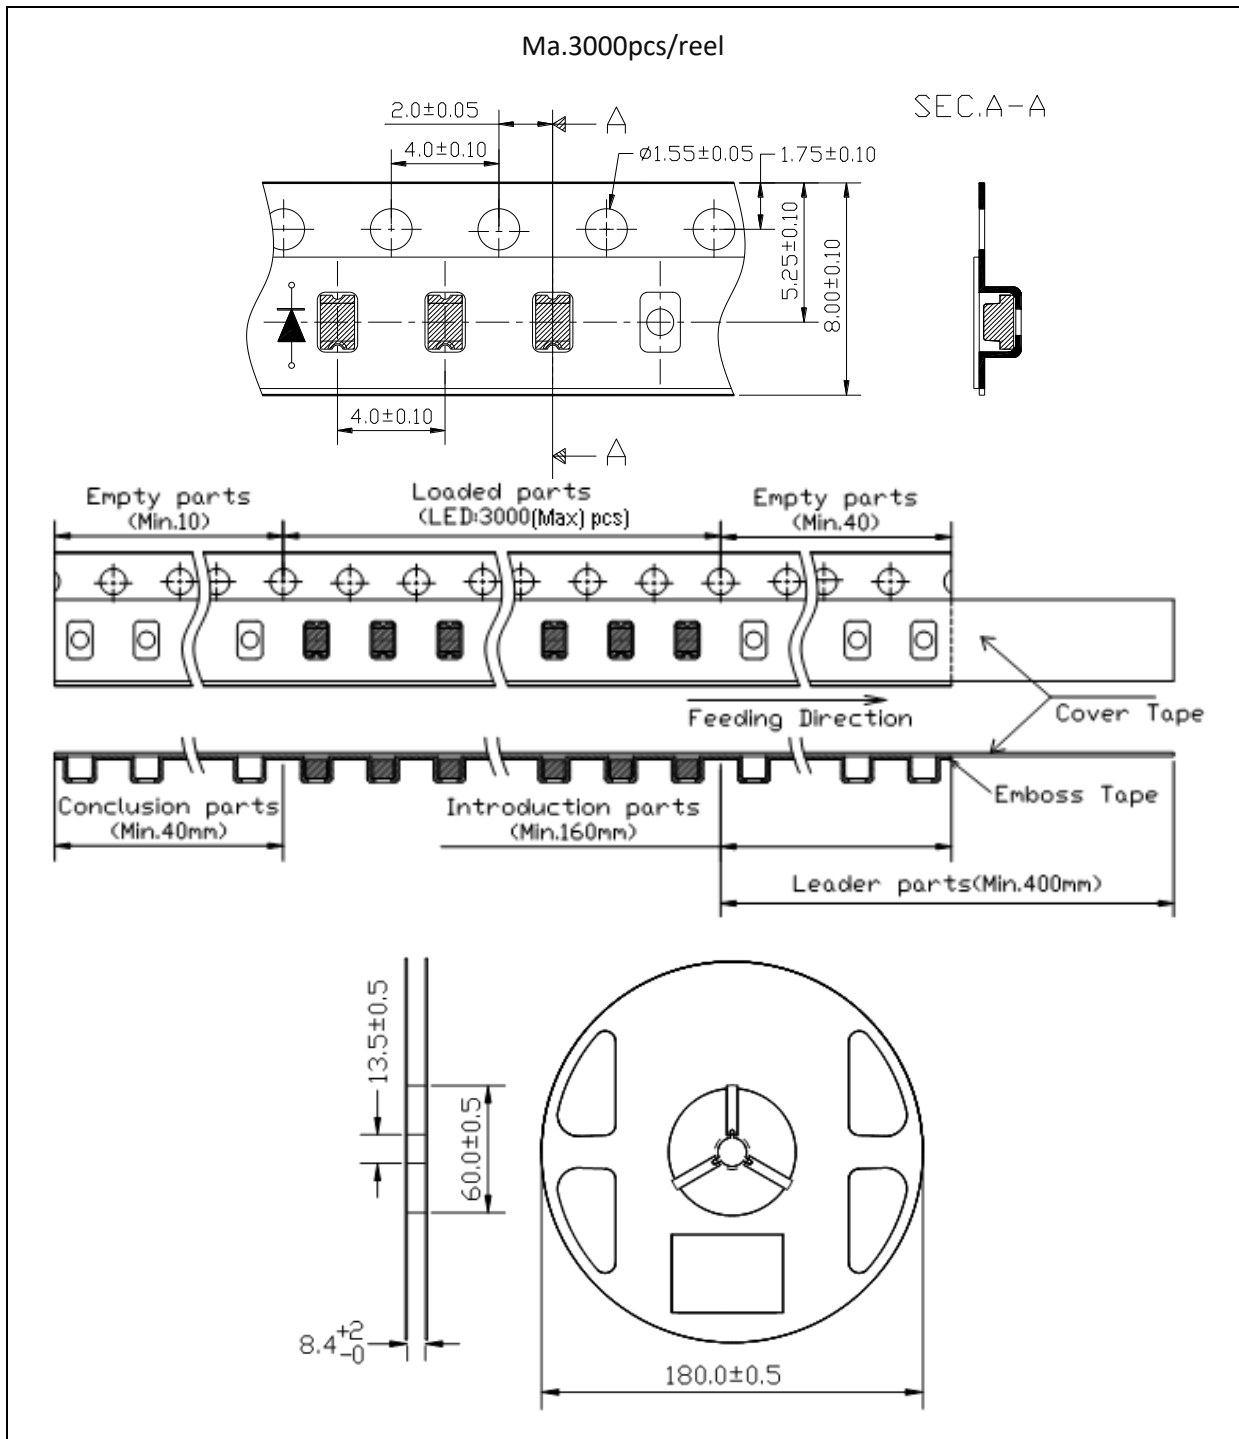 Ma.3000pcs/reel
SEC.A-A
2.0±0.05
A
4.0±0.10
ø1.55±0.05
1.75±0.10
5.25±0.10
8.00±0.10
4.0±0.10
A
Empty parts
(Min.10)
Loaded parts
(LED:3000(Max) pcs)
Empty parts
(Min.40)
Feeding Direction
Cover Tape
Emboss Tape
Conclusion parts
(Min.40mm)
Introduction parts
(Min.160mm)
Leader parts(Min.400mm)
13.5±0.5
60.0±0.5
8.4+2-0
180.0±0.5